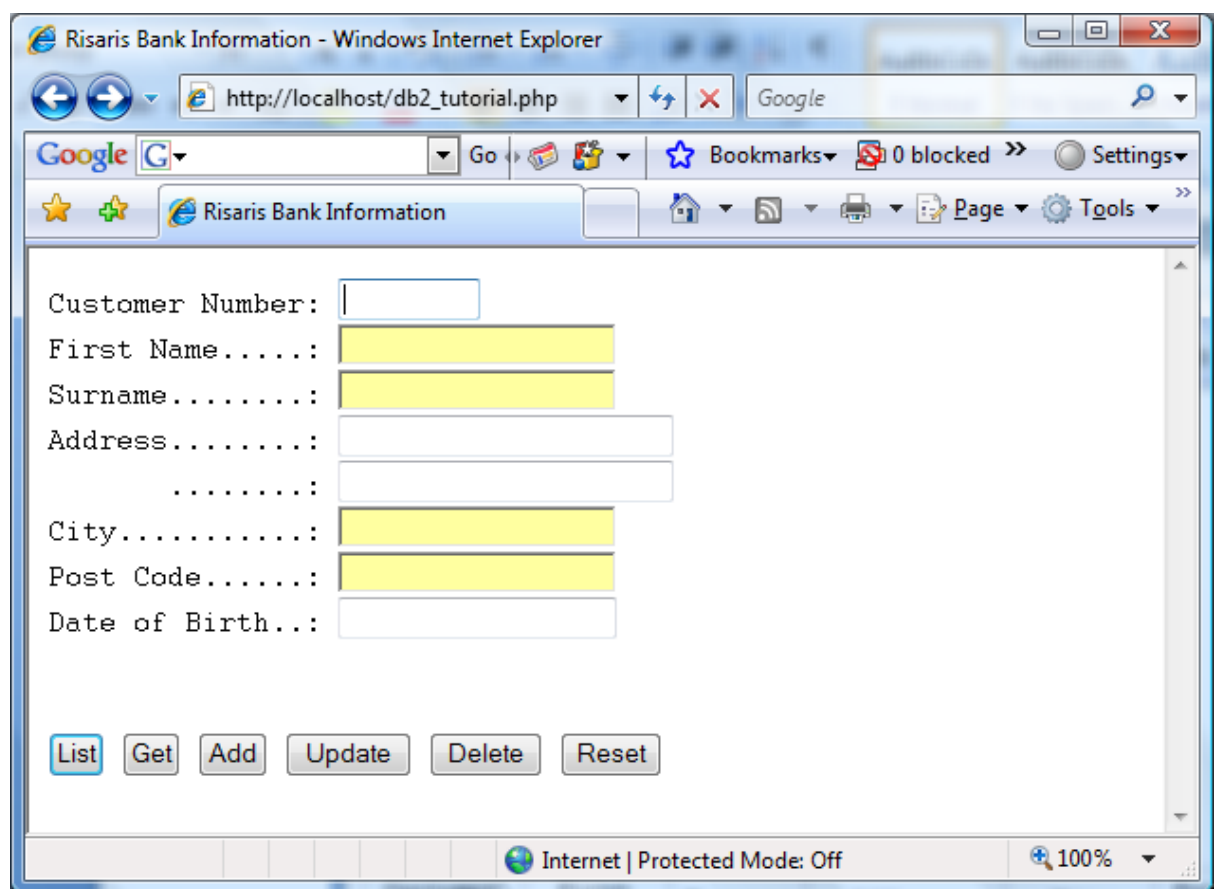 Risaris Bank Information - Windows Internet Explorer
http://localhost/db2_tutorial.php Google
Google G Go Bookmarks 0 blocked » Settings
Risaris Bank Information Page Tools »
Customer Number:
First Name.....:
Surname........:
Address........:
........:
City...........:
Post Code......:
Date of Birth..:
List Get Add Update Delete Reset
Internet | Protected Mode: Off 100%